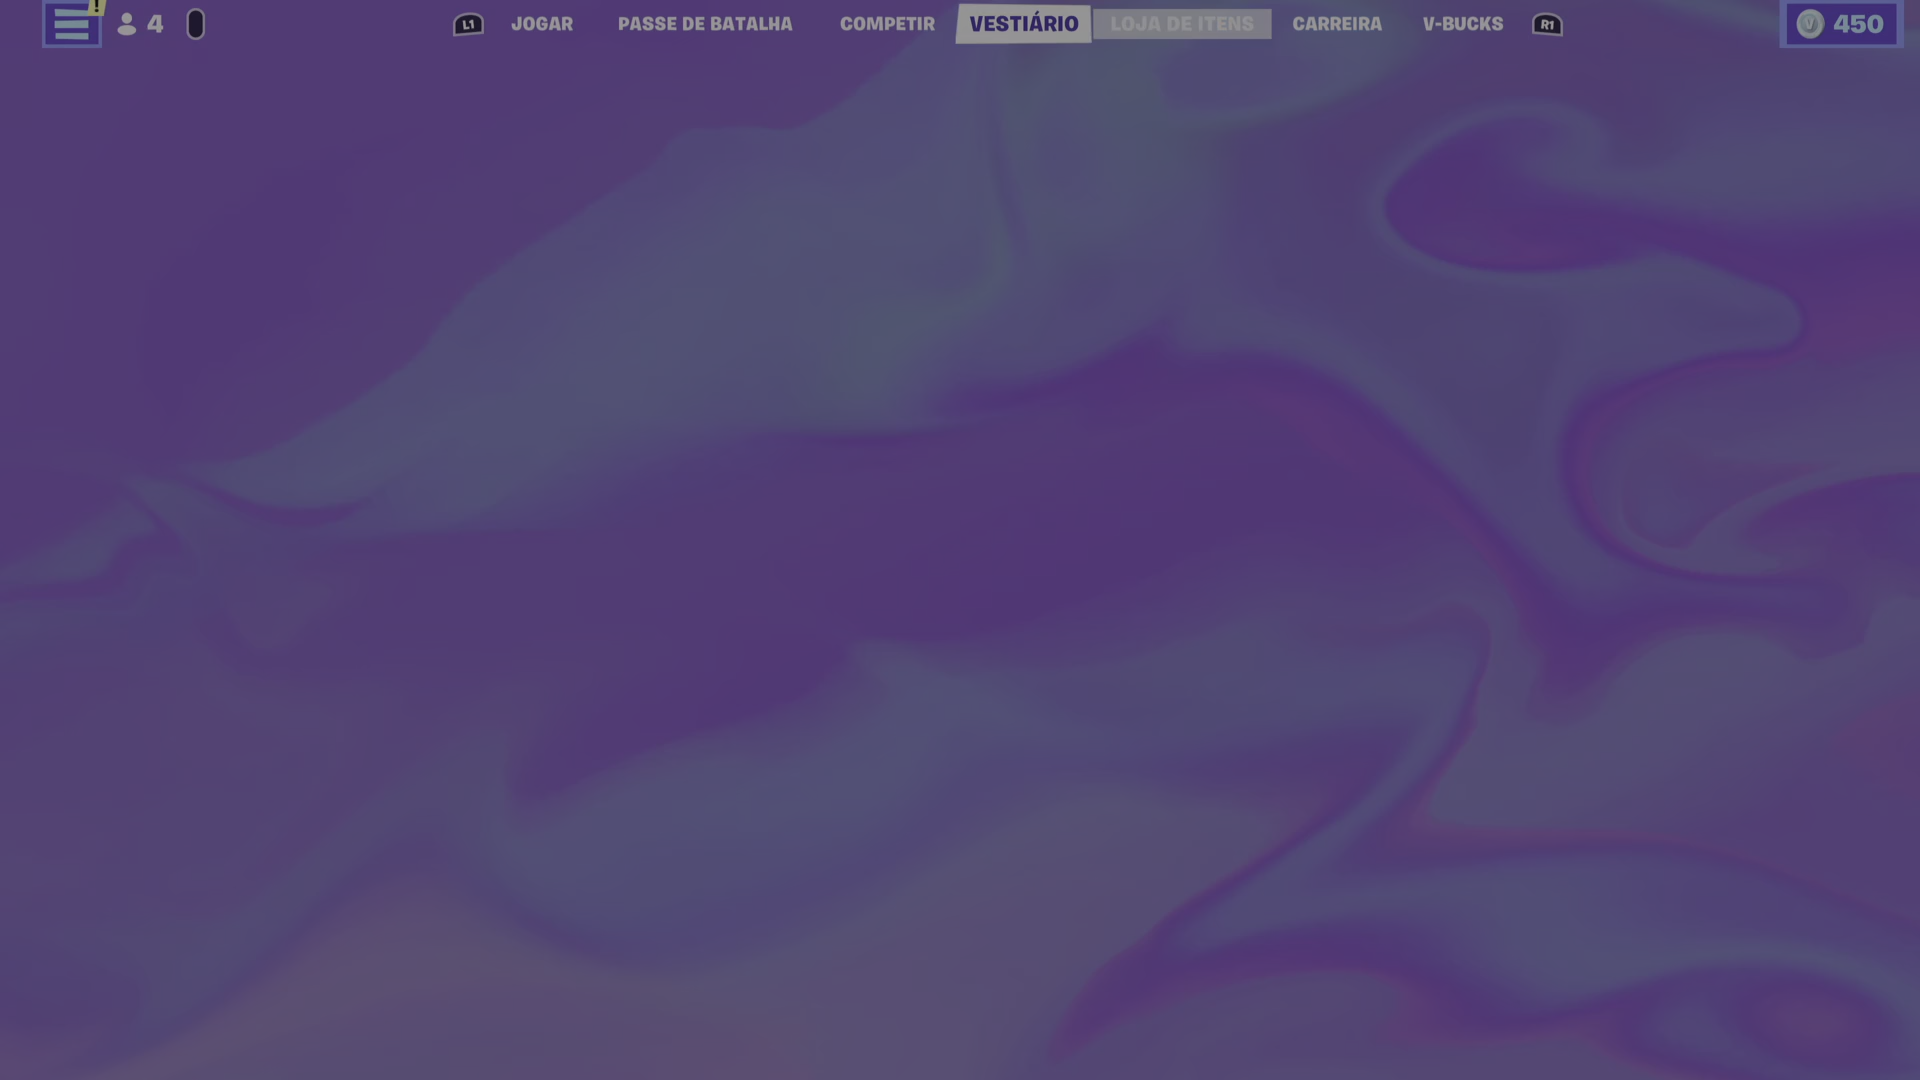 !
4
L1 JOGAR PASSE DE BATALHA COMPETIR VESTIÁRIO LOJA DE ITENS CARREIRA V-BUCKS R1
V 450